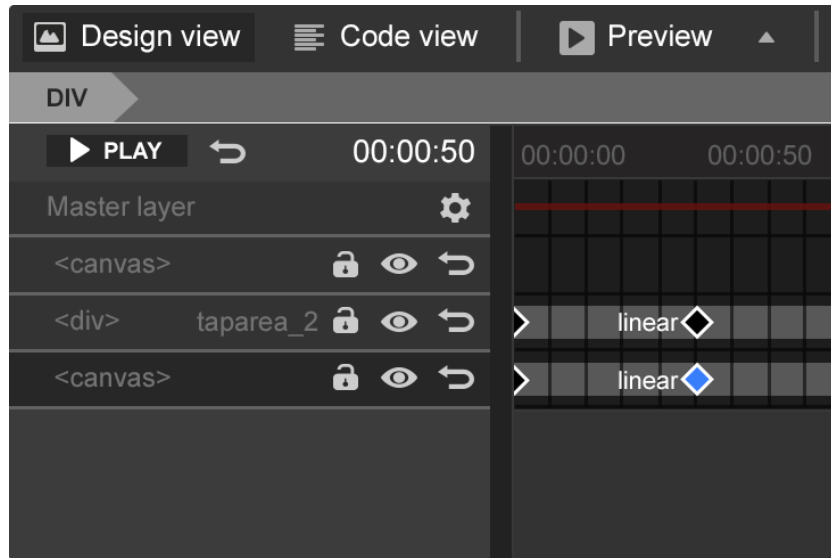 Design view Code view Preview
DIV
PLAY 00:00:50 00:00:00 00:00:50
Master layer
<canvas>
<div> taparea_2 linear
<canvas> linear